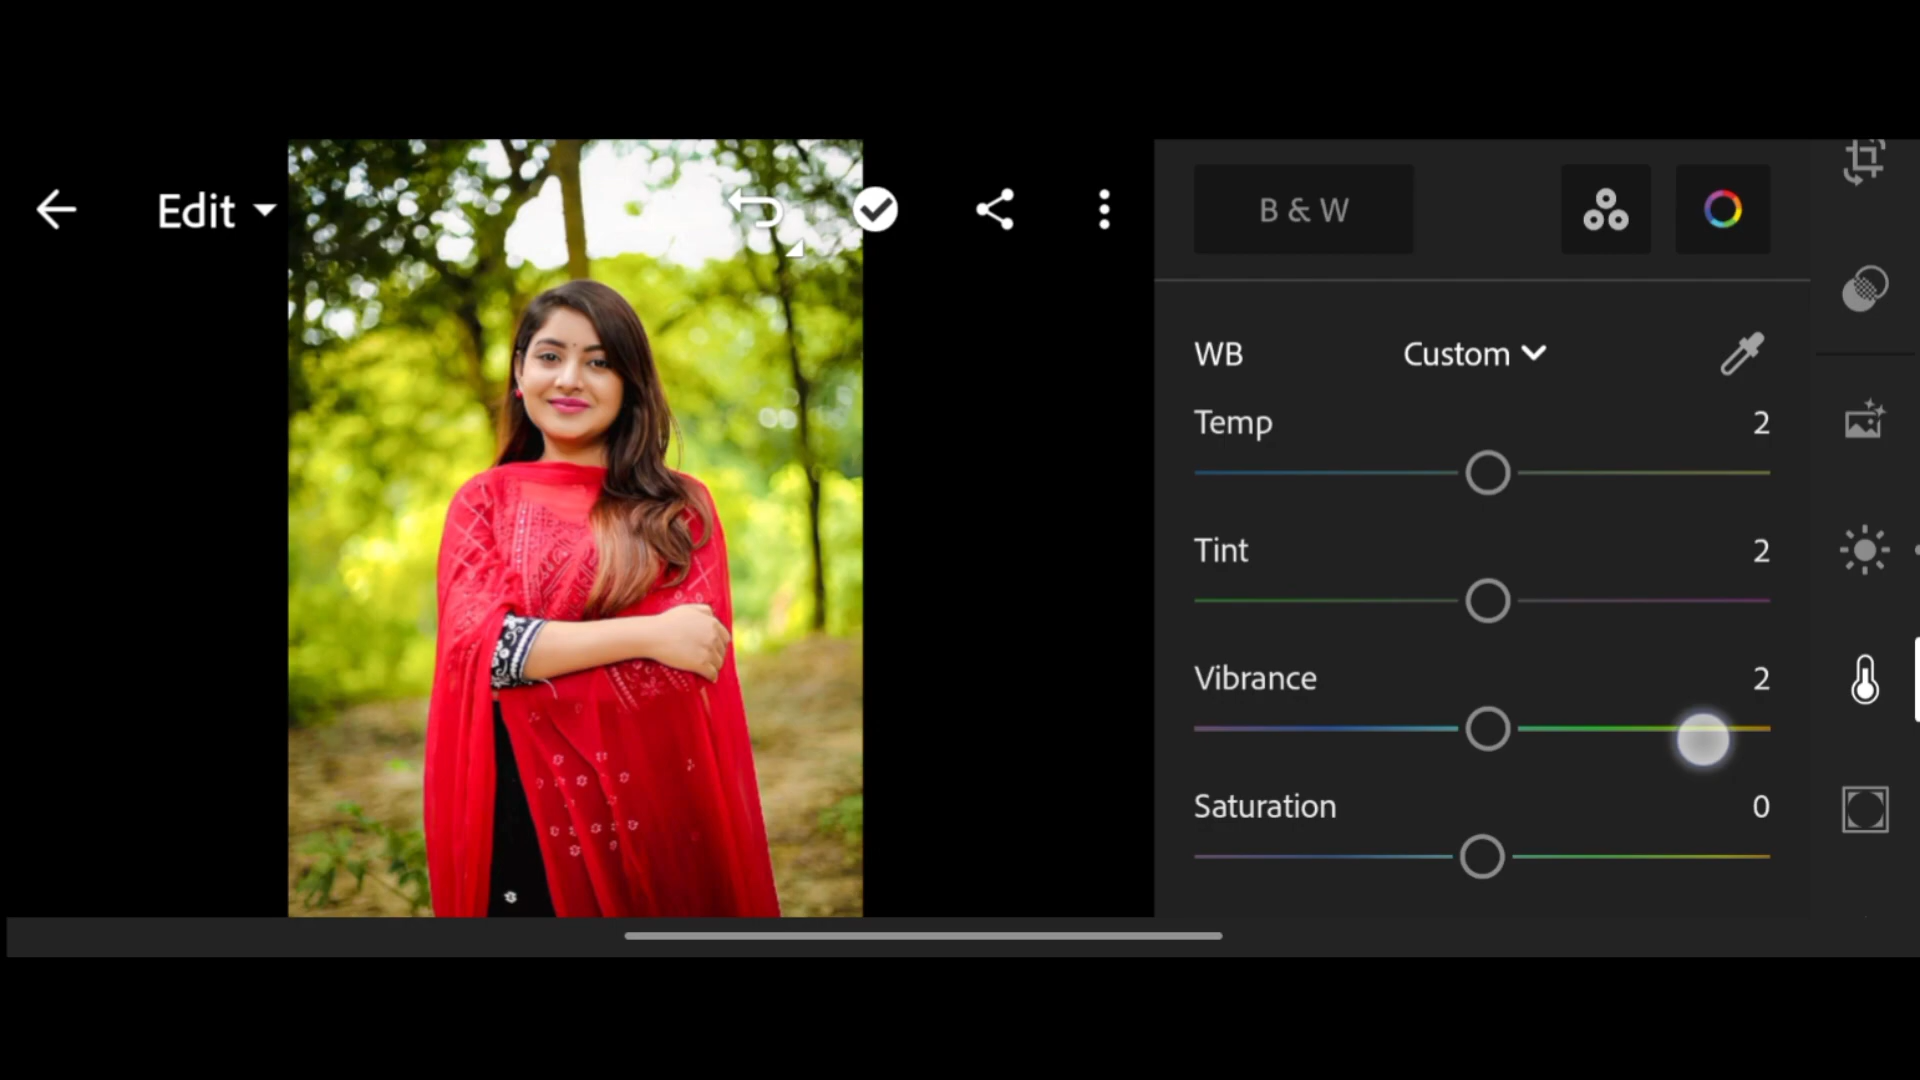 Edit
B & W
WB Custom
Temp 2
Tint 2
Vibrance 2
Saturation 0